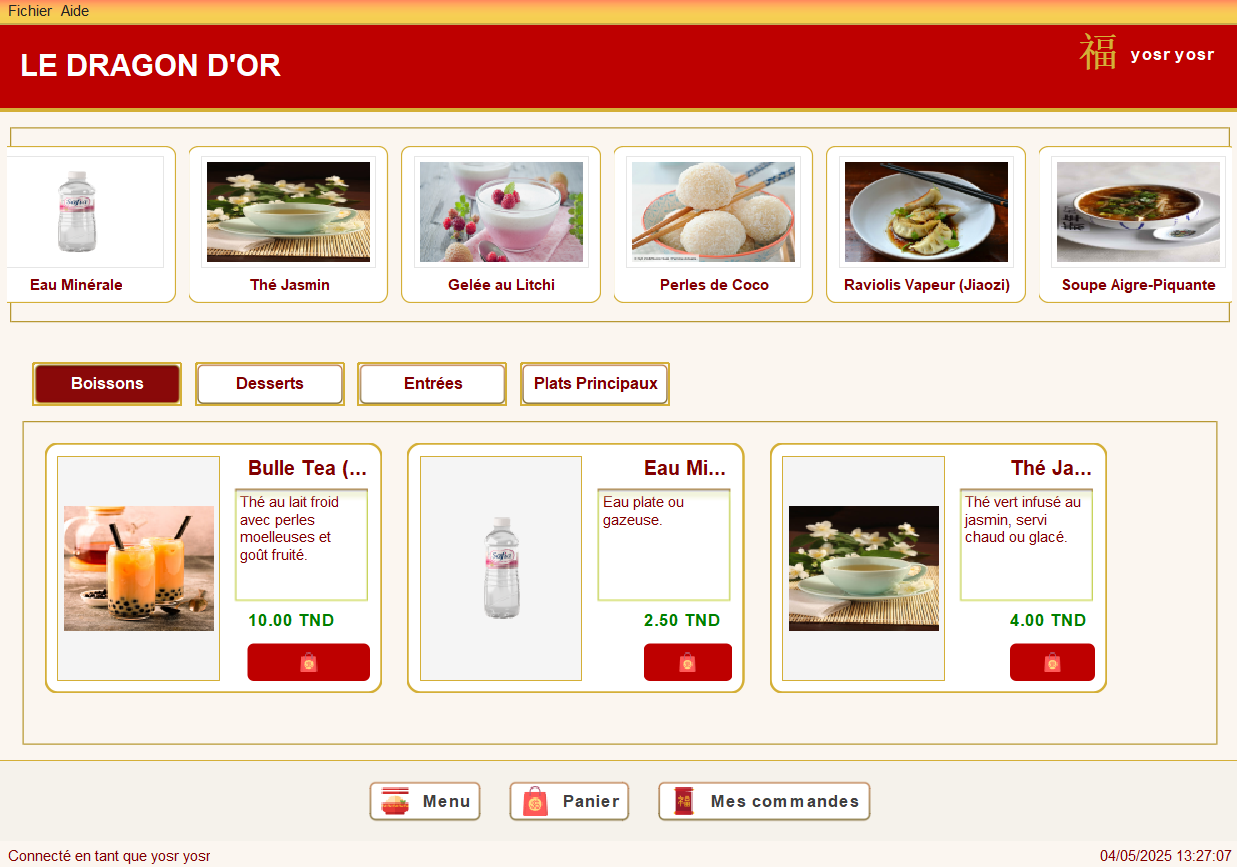 Fichier Aide
LE DRAGON D'OR
福 yosr yosr
Safia
Eau Minérale
Thé Jasmin
Gelée au Litchi
Perles de Coco
Raviolis Vapeur (Jiaozi)
Soupe Aigre-Piquante
Boissons
Desserts
Entrées
Plats Principaux
Bulle Tea (...
Thé au lait froid
avec perles
moelleuses et
goût fruité.
10.00 TND
Eau Mi...
Safia
Eau plate ou
gazeuse.
2.50 TND
Thé Ja...
Thé vert infusé au
jasmin, servi
chaud ou glacé.
4.00 TND
Menu
Panier
福
Mes commandes
Connecté en tant que yosr yosr
04/05/2025 13:27:07